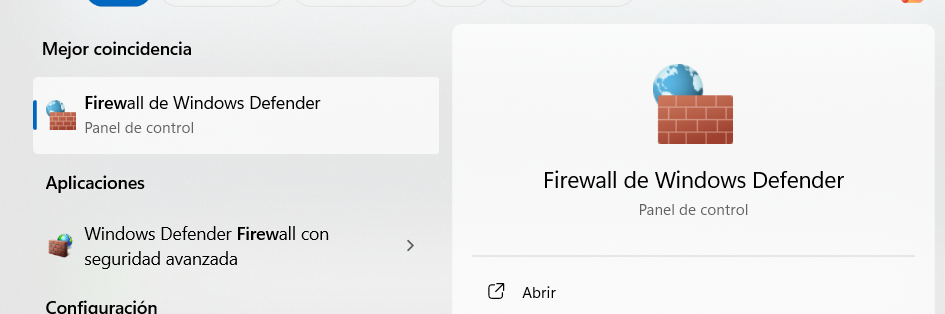 Mejor coincidencia
Firewall de Windows Defender
Panel de control
Aplicaciones
Windows Defender Firewall con
seguridad avanzada
Configuración
Firewall de Windows Defender
Panel de control
Abrir